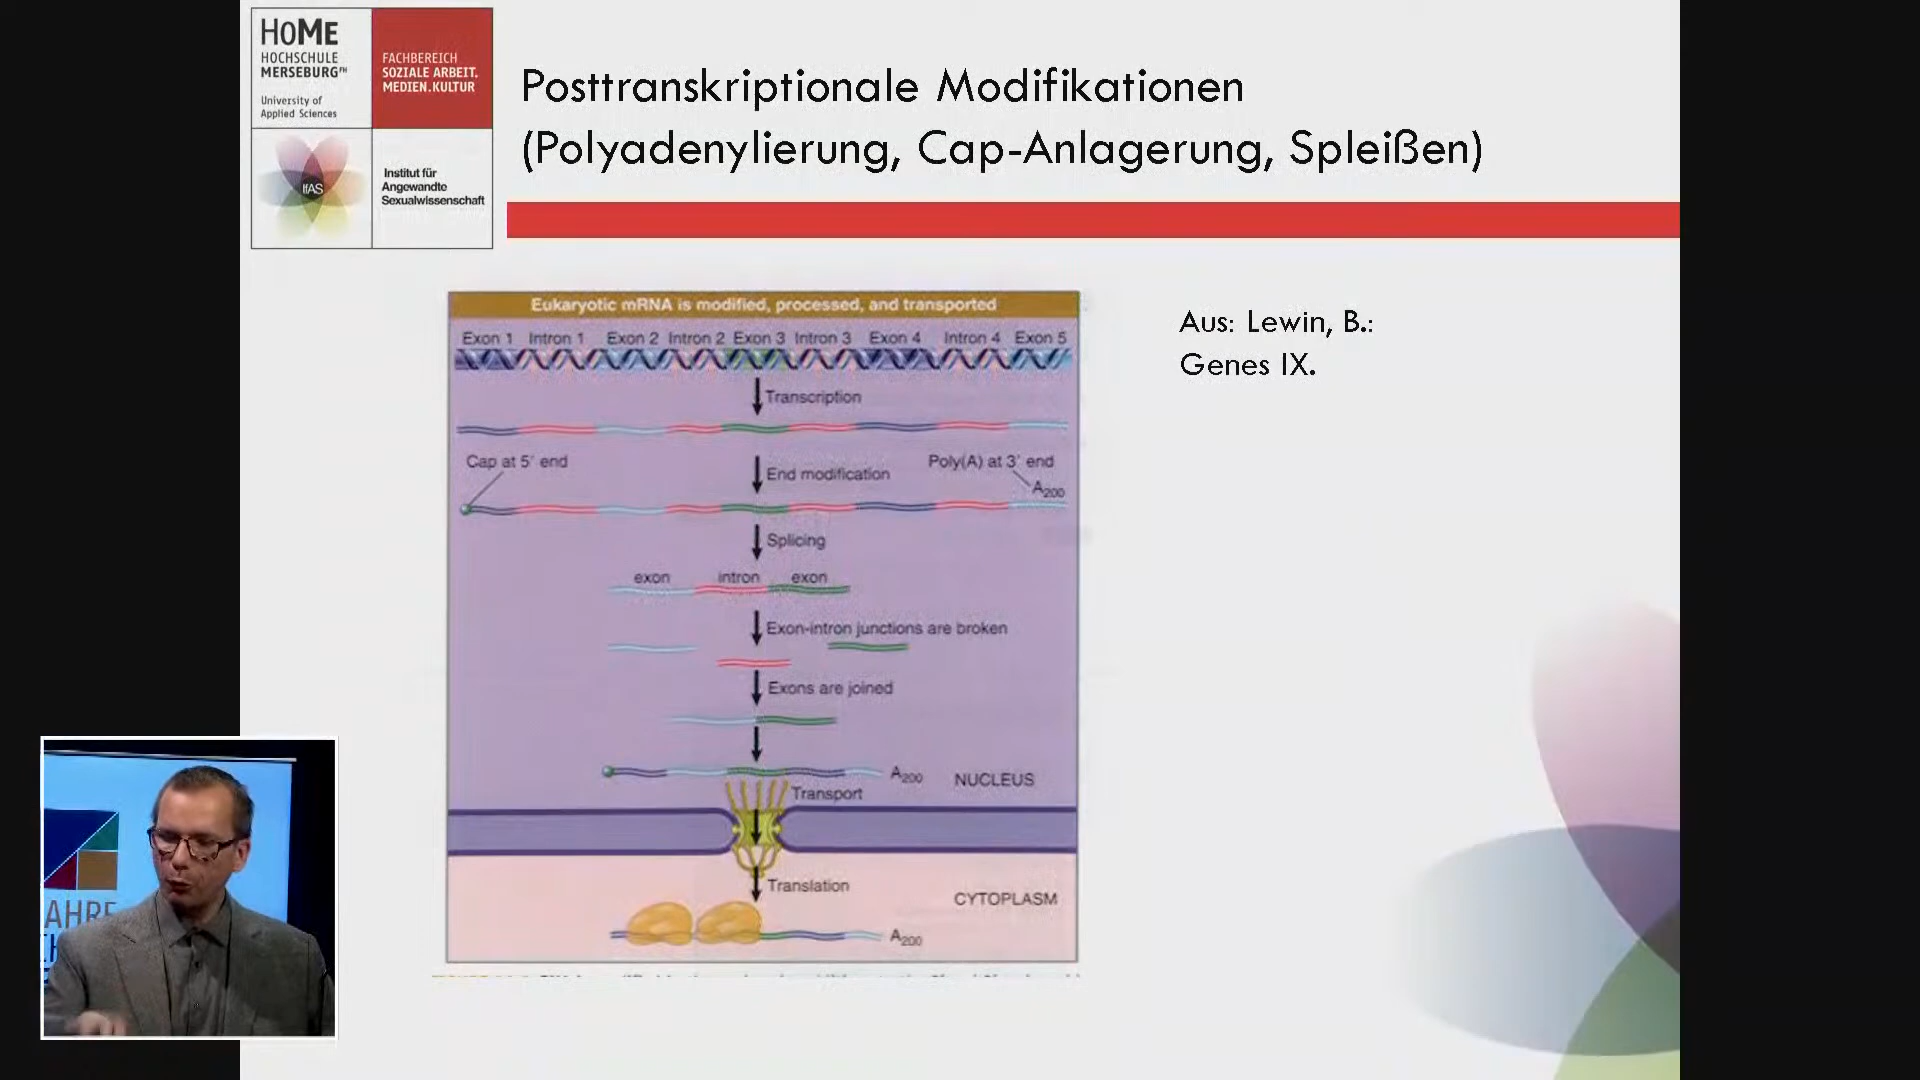 HoMe
HOCHSCHULE
MERSEBURG
University of
Applied Sciences
FACHBEREICH
SOZIALE ARBEIT.
MEDIEN.KULTUR
IfAS
Institut für
Angewandte
Sexualwissenschaft
Posttranskriptionale Modifikationen
(Polyadenylierung, Cap-Anlagerung, Spleißen)
Eukaryotic mRNA is modified, processed, and transported
Exon 1 Intron 1 Exon 2 Intron 2 Exon 3 Intron 3 Exon 4 Intron 4 Exon 5
Transcription
Cap at 5' end
End modification
Poly(A) at 3' end
A200
Splicing
exon intron exon
Exon-intron junctions are broken
Exons are joined
A200
NUCLEUS
Transport
Translation
CYTOPLASM
A200
Aus: Lewin, B.:
Genes IX.
AHRE